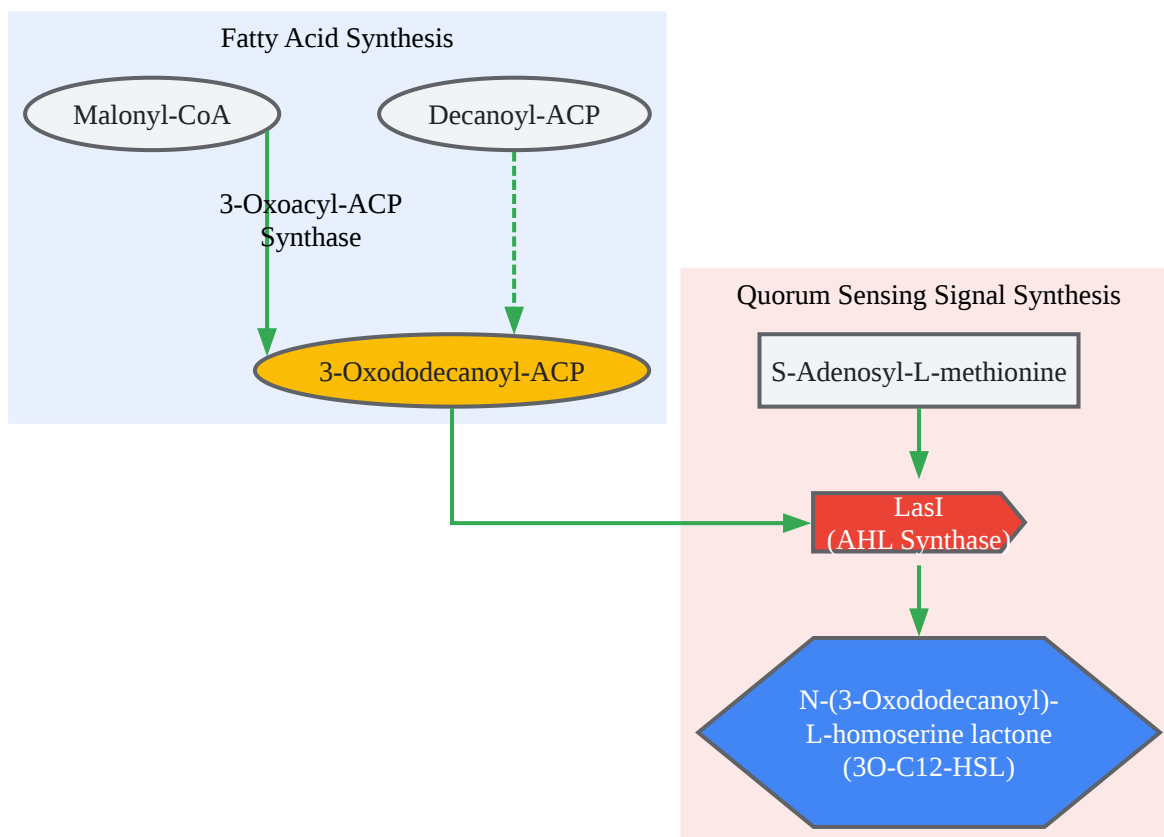 Fatty Acid Synthesis
Malonyl-CoA
Decanoyl-ACP
3-Oxoacyl-ACP
Synthase
3-Oxododecanoyl-ACP
Quorum Sensing Signal Synthesis
S-Adenosyl-L-methionine
LasI
(AHL Synthase)
N-(3-Oxododecanoyl)-
L-homoserine lactone
(3O-C12-HSL)